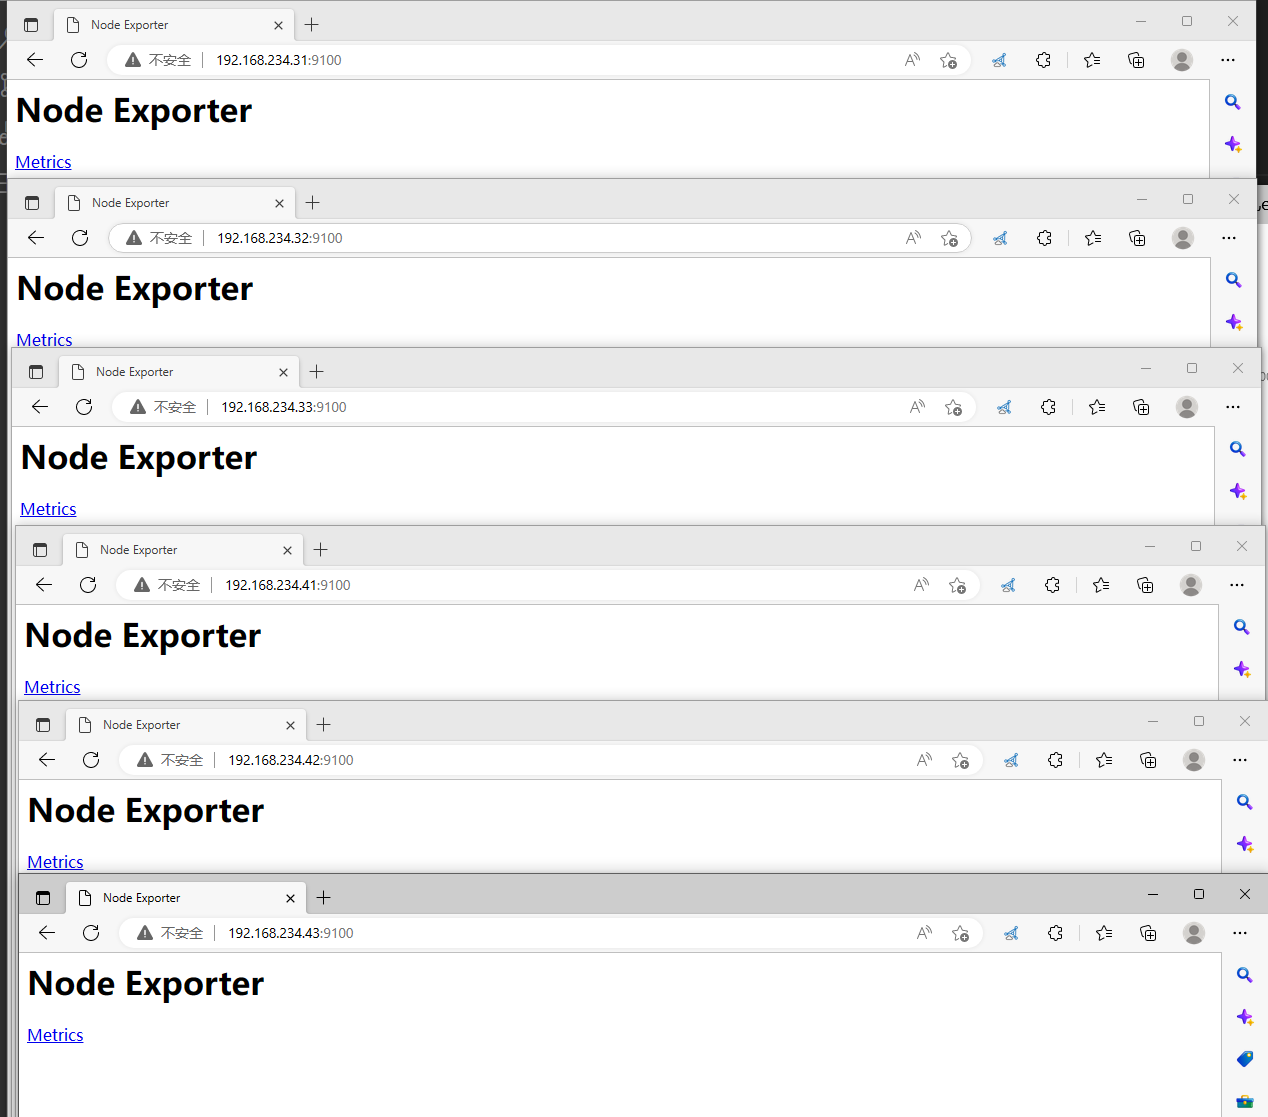 Node Exporter
不安全 192.168.234.31:9100
Node Exporter
Metrics
Node Exporter
不安全 192.168.234.32:9100
Node Exporter
Metrics
Node Exporter
不安全 192.168.234.33:9100
Node Exporter
Metrics
Node Exporter
不安全 192.168.234.41:9100
Node Exporter
Metrics
Node Exporter
不安全 192.168.234.42:9100
Node Exporter
Metrics
Node Exporter
不安全 192.168.234.43:9100
Node Exporter
Metrics